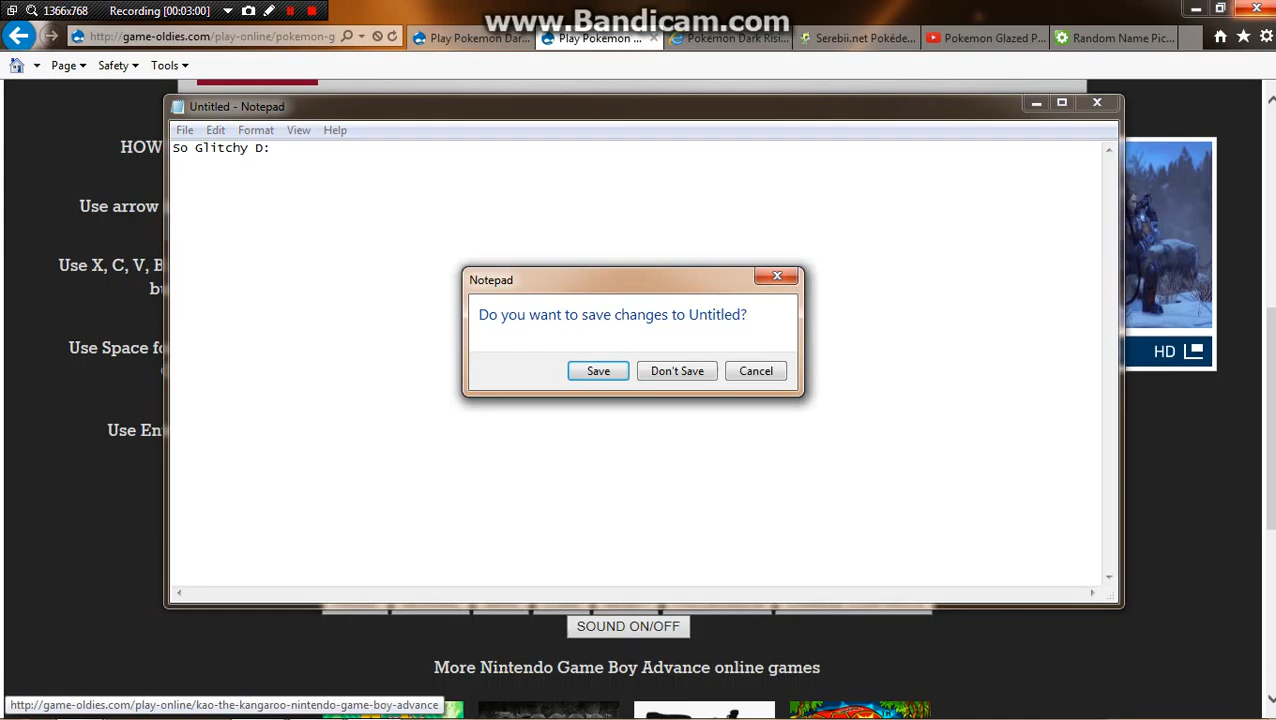 1366x768 Recording [00:03:00]
www.Bandicam.com
http://game-oldies.com/play-online/pokemon-g
Play Pokemon Dar...
Play Pokemon ...
Pokemon Dark Risi...
Serebii.net Pokéde...
Pokemon Glazed P...
Random Name Pic...
Page Safety Tools
Untitled - Notepad
File Edit Format View Help
So Glitchy D:
HOW
Use arrow
Use X, C, V, B
bu
Use Space fo
Use En
Notepad
Do you want to save changes to Untitled?
Save Don't Save Cancel
HD
SOUND ON/OFF
More Nintendo Game Boy Advance online games
http://game-oldies.com/play-online/kao-the-kangaroo-nintendo-game-boy-advance